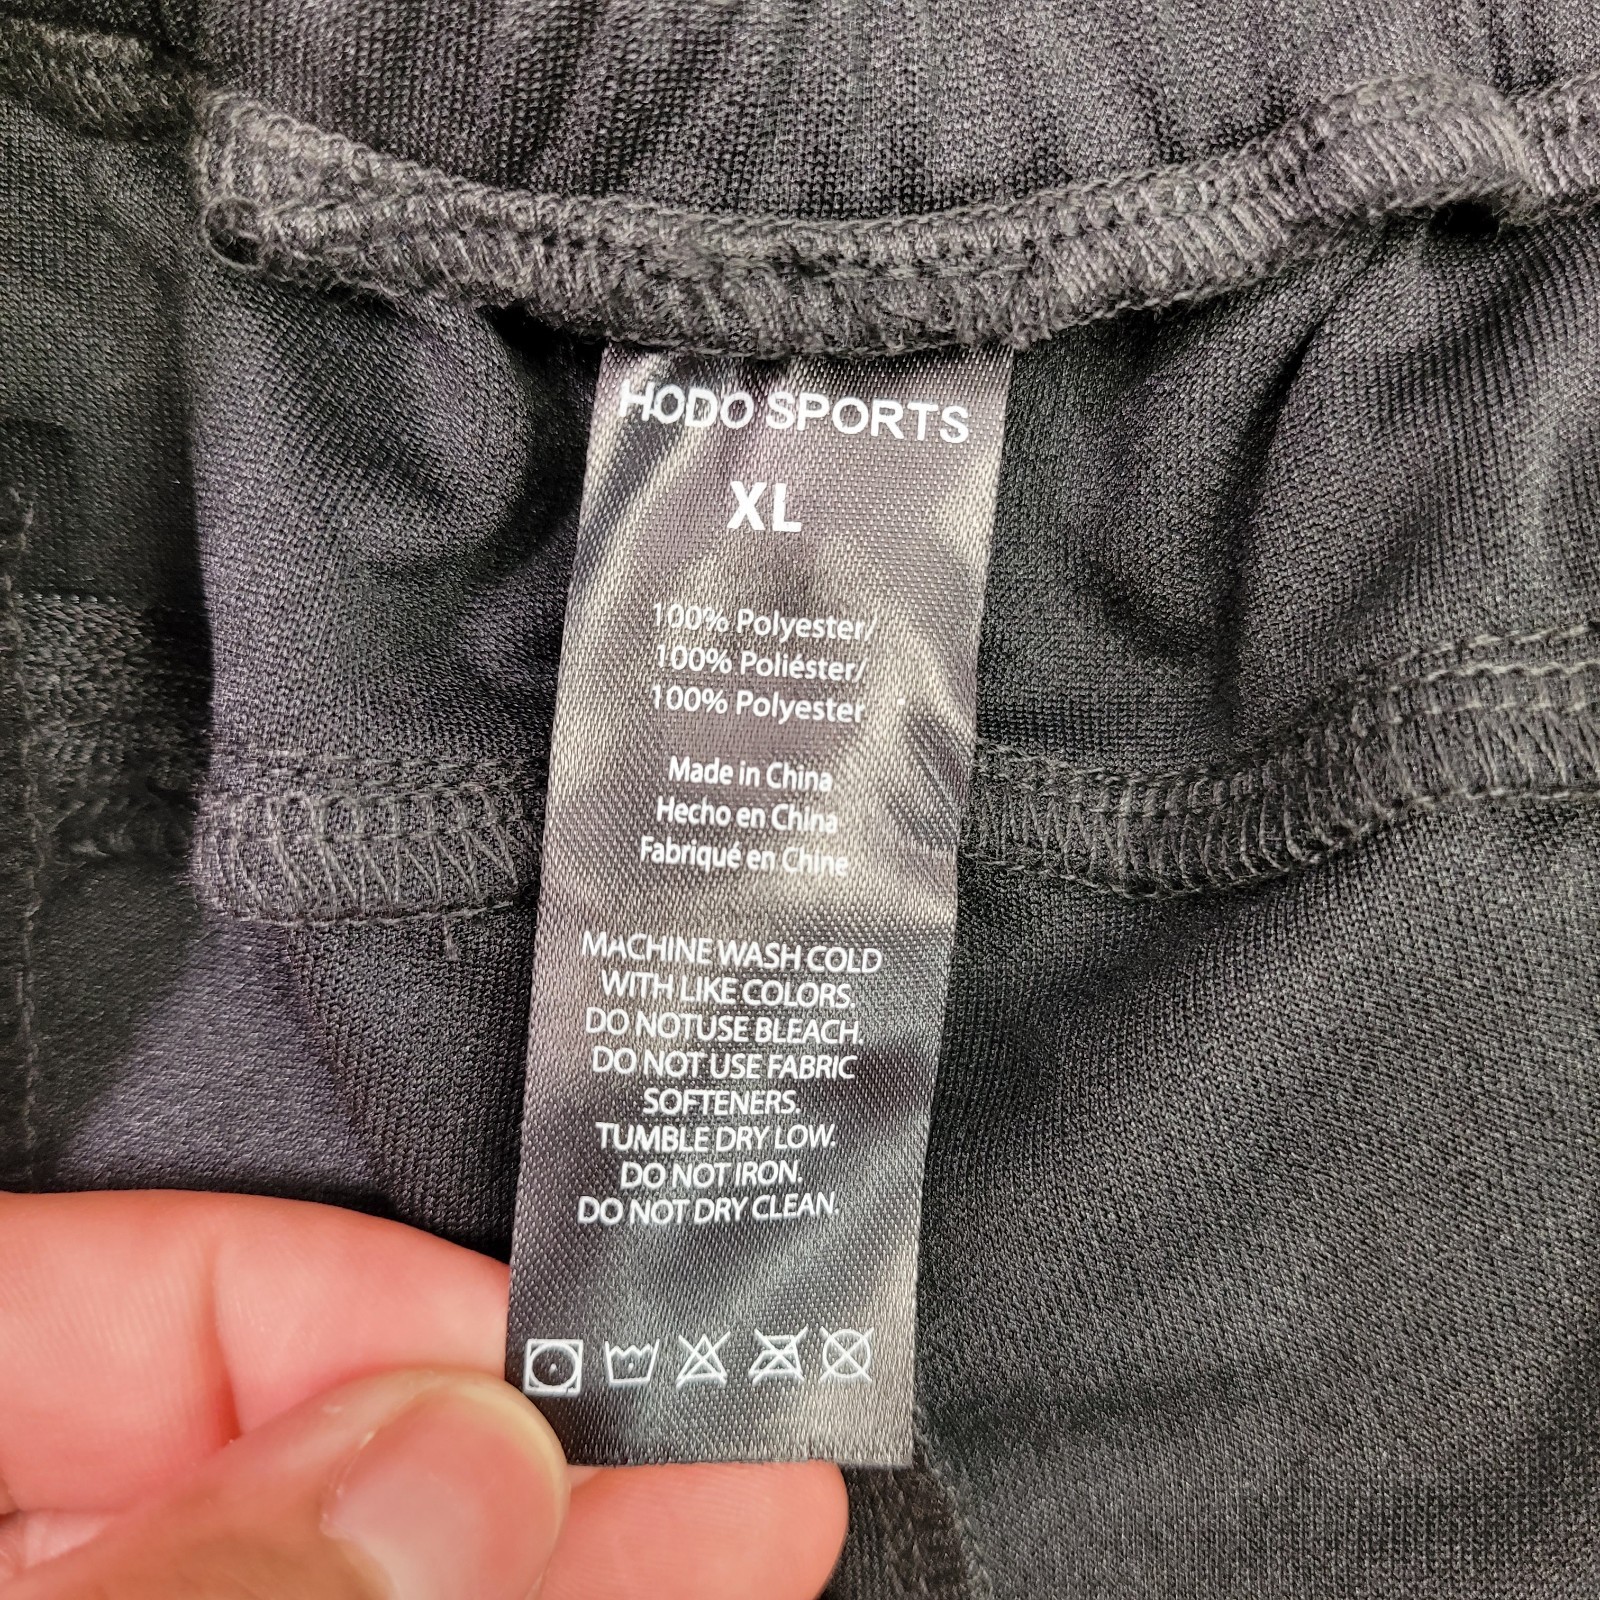 HODO SPORTS
XL
100% Polyester/
100% Poliéster/
100% Polyester
Made in China
Hecho en China
Fabriqué en Chine
MACHINE WASH COLD
WITH LIKE COLORS.
DO NOTUSE BLEACH.
DO NOT USE FABRIC
SOFTENERS.
TUMBLE DRY LOW.
DO NOT IRON.
DO NOT DRY CLEAN.